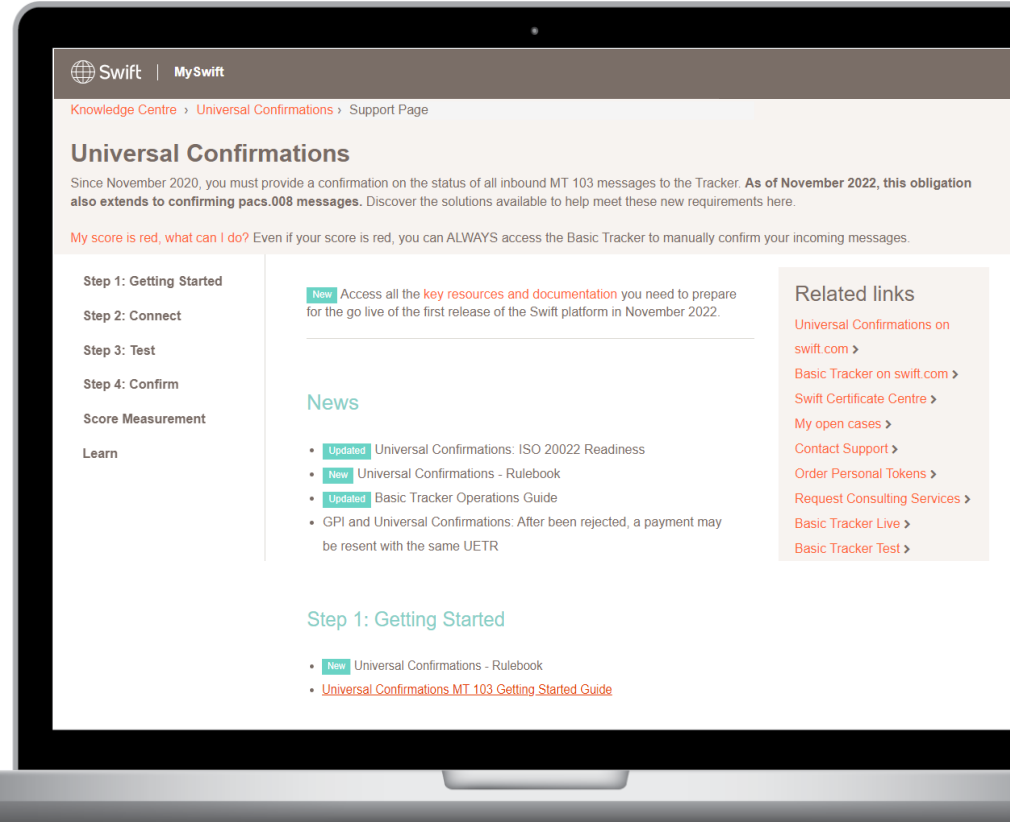 Swift | MySwift
Knowledge Centre › Universal Confirmations › Support Page
Universal Confirmations
Since November 2020, you must provide a confirmation on the status of all inbound MT 103 messages to the Tracker. As of November 2022, this obligation
also extends to confirming pacs.008 messages. Discover the solutions available to help meet these new requirements here.
My score is red, what can I do? Even if your score is red, you can ALWAYS access the Basic Tracker to manually confirm your incoming messages.
Step 1: Getting Started
Step 2: Connect
Step 3: Test
Step 4: Confirm
Score Measurement
Learn
New Access all the key resources and documentation you need to prepare
for the go live of the first release of the Swift platform in November 2022.
News
• Updated Universal Confirmations: ISO 20022 Readiness
• New Universal Confirmations - Rulebook
• Updated Basic Tracker Operations Guide
• GPI and Universal Confirmations: After been rejected, a payment may
be resent with the same UETR
Step 1: Getting Started
• New Universal Confirmations - Rulebook
• Universal Confirmations MT 103 Getting Started Guide
Related links
Universal Confirmations on
swift.com >
Basic Tracker on swift.com >
Swift Certificate Centre >
My open cases >
Contact Support >
Order Personal Tokens >
Request Consulting Services >
Basic Tracker Live >
Basic Tracker Test >